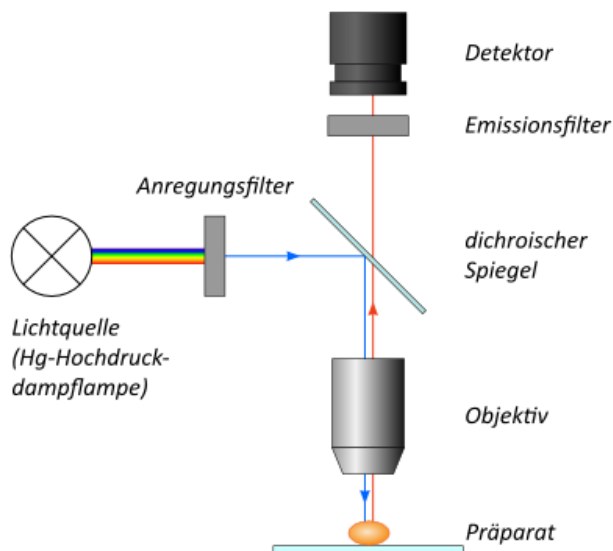 Detektor
Emissionsfilter
Anregungsfilter
dichroischer
Spiegel
Lichtquelle
(Hg-Hochdruck-
dampflampe)
Objektiv
Präparat